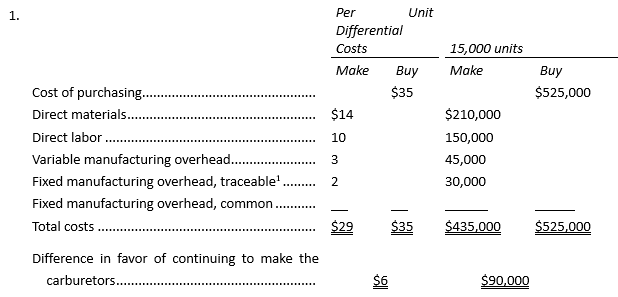 1.
Per Unit
Differential
Costs 15,000 units
Make Buy Make Buy
Cost of purchasing................................................ $35 $525,000
Direct materials..................................................... $14 $210,000
Direct labor ........................................................... 10 150,000
Variable manufacturing overhead........................ 3 45,000
Fixed manufacturing overhead, traceable¹ ......... 2 30,000
Fixed manufacturing overhead, common ...........
Total costs ............................................................. $29 $35 $435,000 $525,000
Difference in favor of continuing to make the
carburetors........................................................ $6 $90,000